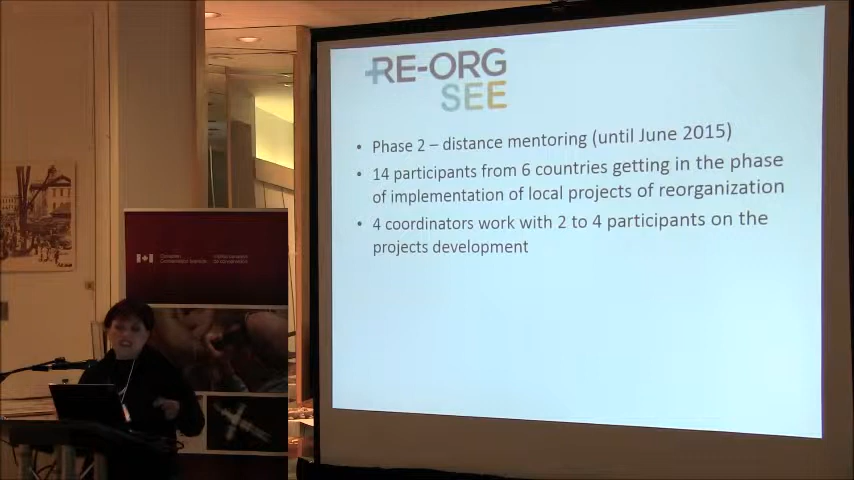 RE-ORG
SEE
• Phase 2 – distance mentoring (until June 2015)
• 14 participants from 6 countries getting in the phase
of implementation of local projects of reorganization
• 4 coordinators work with 2 to 4 participants on the
projects development